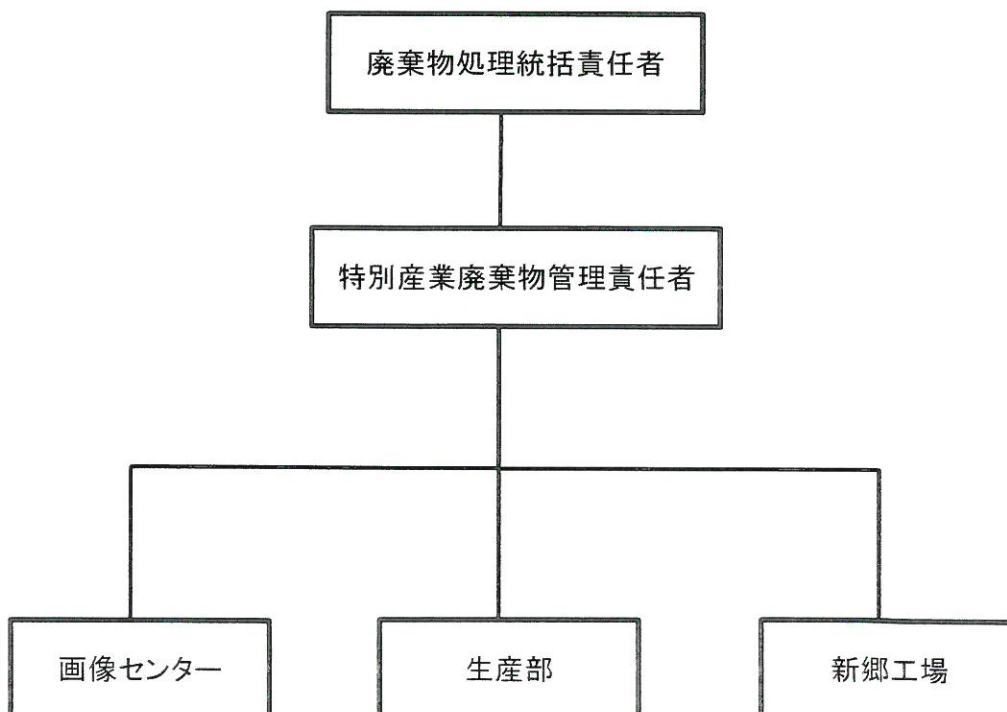 廃棄物処理統括責任者
特別産業廃棄物管理責任者
画像センター
生産部
新郷工場